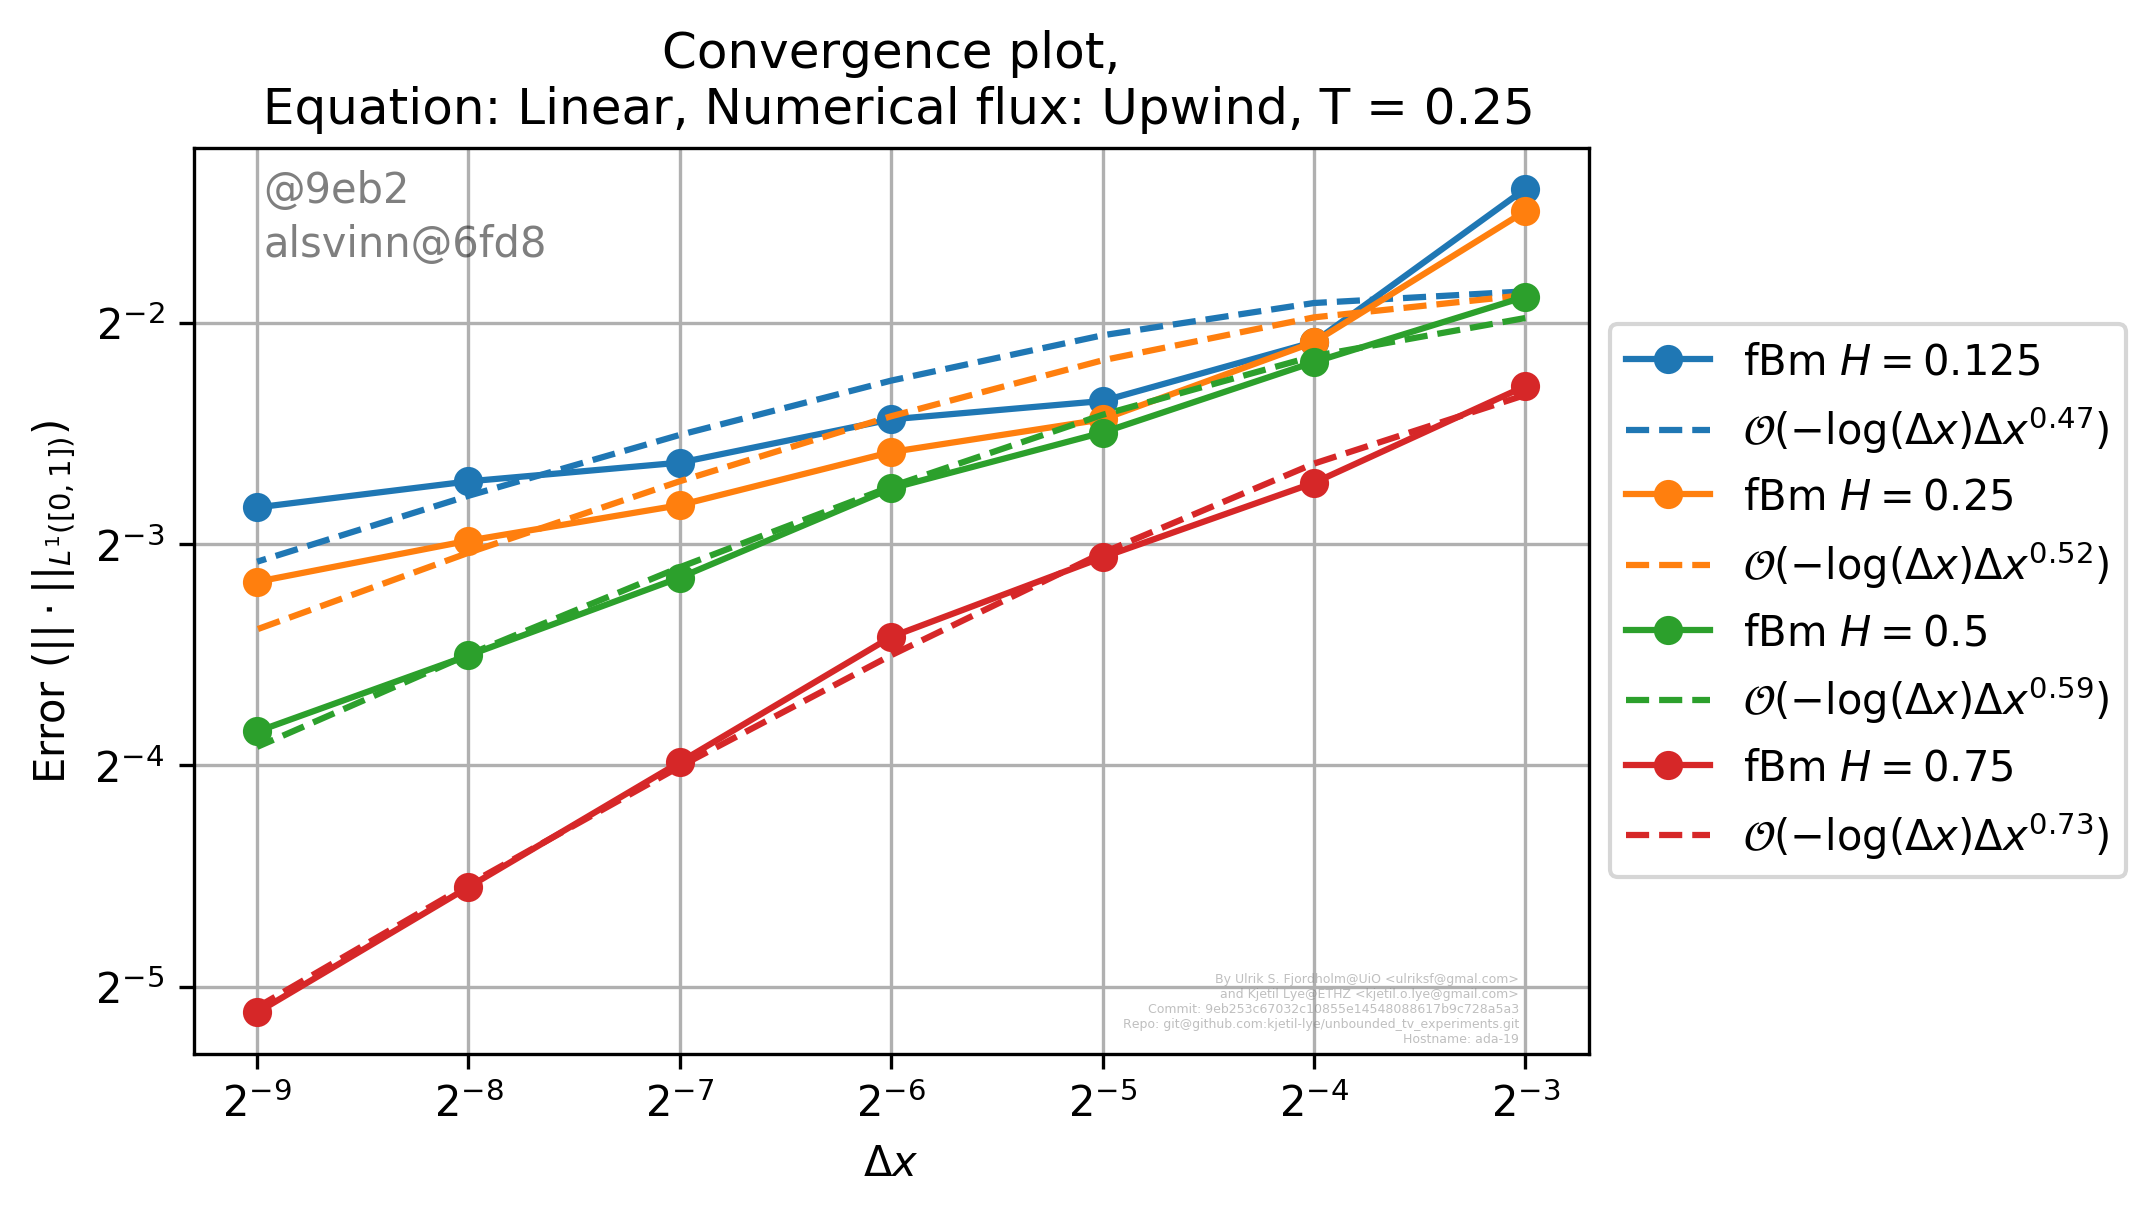 Convergence plot,
Equation: Linear, Numerical flux: Upwind, T = 0.25
@9eb2
alsvinn@6fd8
2⁻²
2⁻³
2⁻⁴
2⁻⁵
Error (|| · ||_{L¹([0, 1])})
By Ulrik S. Fjordholm@UiO <ulriksf@gmal.com>
and Kjetil Lye@ETHZ <kjetil.o.lye@gmail.com>
Commit: 9eb253c67032c10855e14548088617b9c728a5a3
Repo: git@github.com:kjetil-lye/unbounded_tv_experiments.git
Hostname: ada-19
2⁻⁹ 2⁻⁸ 2⁻⁷ 2⁻⁶ 2⁻⁵ 2⁻⁴ 2⁻³
Δx
fBm H = 0.125
𝒪(−log(Δx)Δx^{0.47})
fBm H = 0.25
𝒪(−log(Δx)Δx^{0.52})
fBm H = 0.5
𝒪(−log(Δx)Δx^{0.59})
fBm H = 0.75
𝒪(−log(Δx)Δx^{0.73})